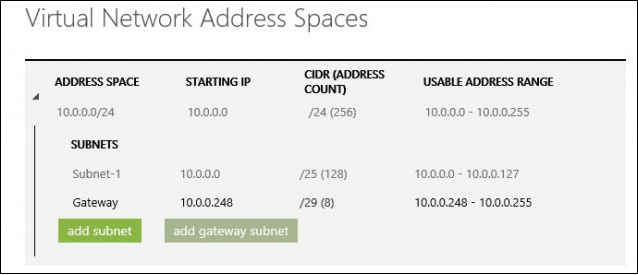 Virtual Network Address Spaces
ADDRESS SPACE STARTING IP CIDR (ADDRESS COUNT) USABLE ADDRESS RANGE
10.0.0.0/24 10.0.0.0 /24 (256) 10.0.0.0 - 10.0.0.255
SUBNETS
Subnet-1 10.0.0.0 /25 (128) 10.0.0.0 - 10.0.0.127
Gateway 10.0.0.248 /29 (8) 10.0.0.248 - 10.0.0.255
add subnet add gateway subnet